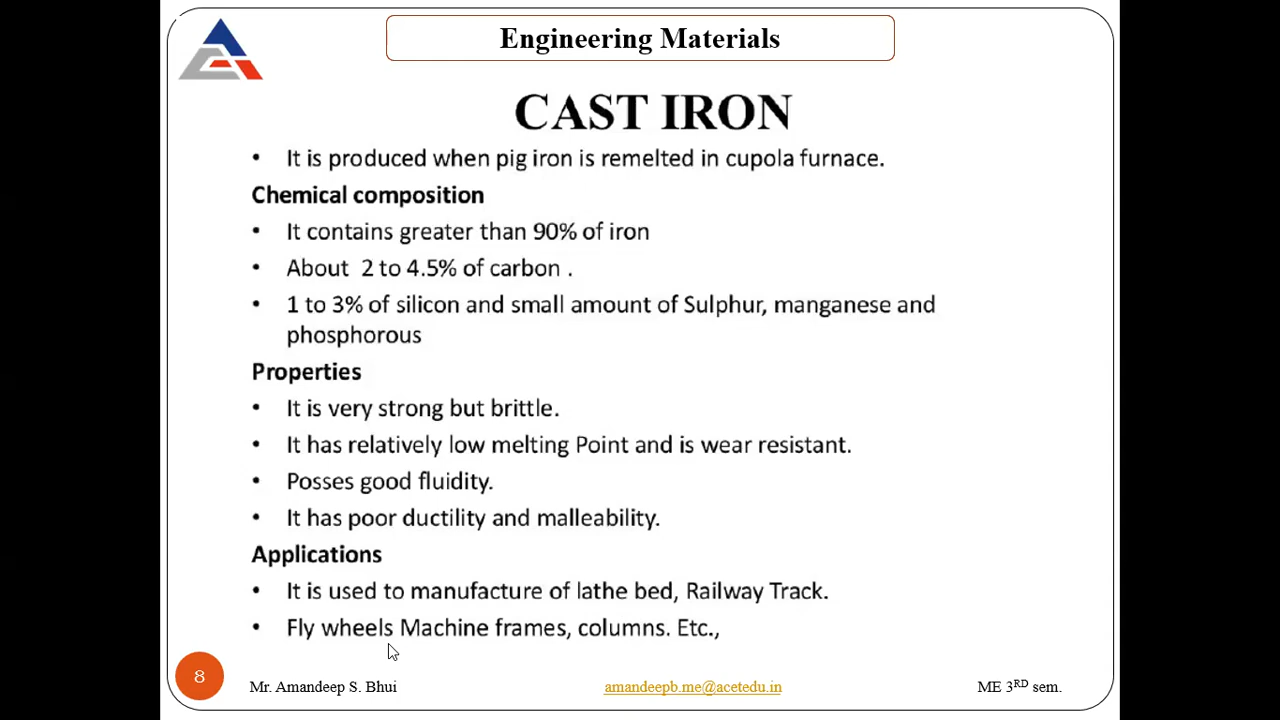 Engineering Materials
CAST IRON
• It is produced when pig iron is remelted in cupola furnace.
Chemical composition
• It contains greater than 90% of iron
• About 2 to 4.5% of carbon .
• 1 to 3% of silicon and small amount of Sulphur, manganese and
phosphorous
Properties
• It is very strong but brittle.
• It has relatively low melting Point and is wear resistant.
• Posses good fluidity.
• It has poor ductility and malleability.
Applications
• It is used to manufacture of lathe bed, Railway Track.
• Fly wheels Machine frames, columns. Etc.,
8 Mr. Amandeep S. Bhui amandeepb.me@acetedu.in ME 3RD sem.